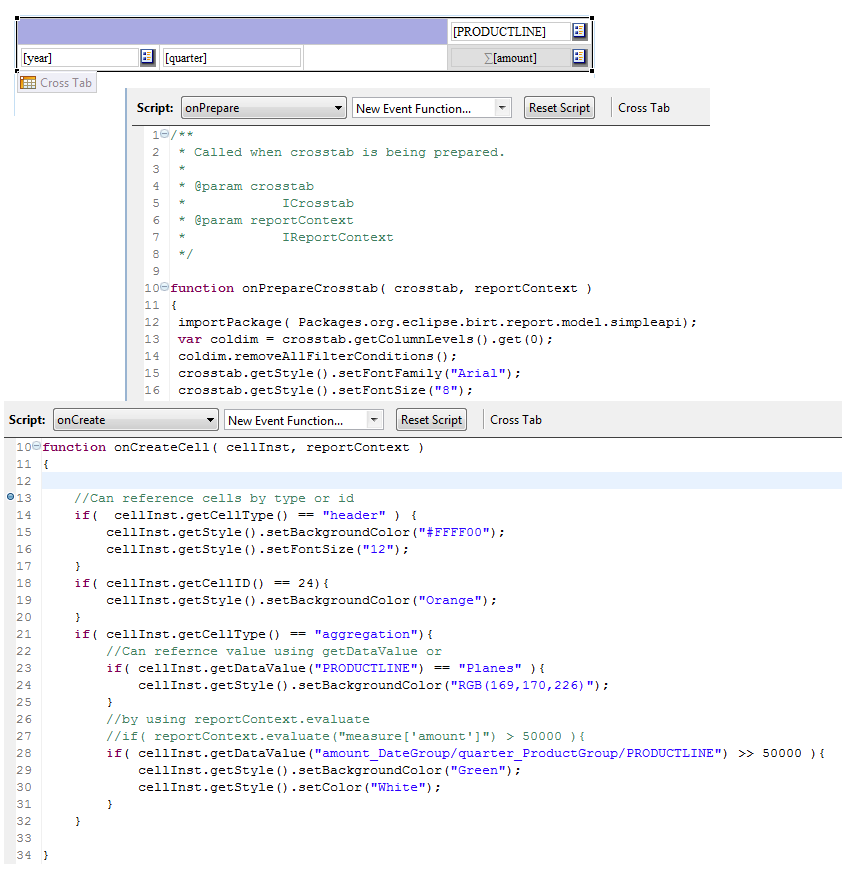 [PRODUCTLINE]
[year] [quarter] Σ[amount]
Cross Tab
Script: onPrepare New Event Function... Reset Script Cross Tab
1 /**
2  * Called when crosstab is being prepared.
3  *
4  * @param crosstab
5  *            ICrosstab
6  * @param reportContext
7  *            IReportContext
8  */
9
10 function onPrepareCrosstab( crosstab, reportContext )
11 {
12  importPackage( Packages.org.eclipse.birt.report.model.simpleapi);
13  var coldim = crosstab.getColumnLevels().get(0);
14  coldim.removeAllFilterConditions();
15  crosstab.getStyle().setFontFamily("Arial");
16  crosstab.getStyle().setFontSize("8");
Script: onCreate New Event Function... Reset Script Cross Tab
10 function onCreateCell( cellInst, reportContext )
11 {
12
13     //Can reference cells by type or id
14     if(  cellInst.getCellType() == "header" ) {
15         cellInst.getStyle().setBackgroundColor("#FFFF00");
16         cellInst.getStyle().setFontSize("12");
17     }
18     if( cellInst.getCellID() == 24){
19         cellInst.getStyle().setBackgroundColor("Orange");
20     }
21     if( cellInst.getCellType() == "aggregation"){
22         //Can refernce value using getDataValue or
23         if( cellInst.getDataValue("PRODUCTLINE") == "Planes" ){
24             cellInst.getStyle().setBackgroundColor("RGB(169,170,226)");
25         }
26         //by using reportContext.evaluate
27         //if( reportContext.evaluate("measure['amount']") > 50000 ){
28         if( cellInst.getDataValue("amount_DateGroup/quarter_ProductGroup/PRODUCTLINE") >> 50000 ){
29             cellInst.getStyle().setBackgroundColor("Green");
30             cellInst.getStyle().setColor("White");
31         }
32     }
33
34 }